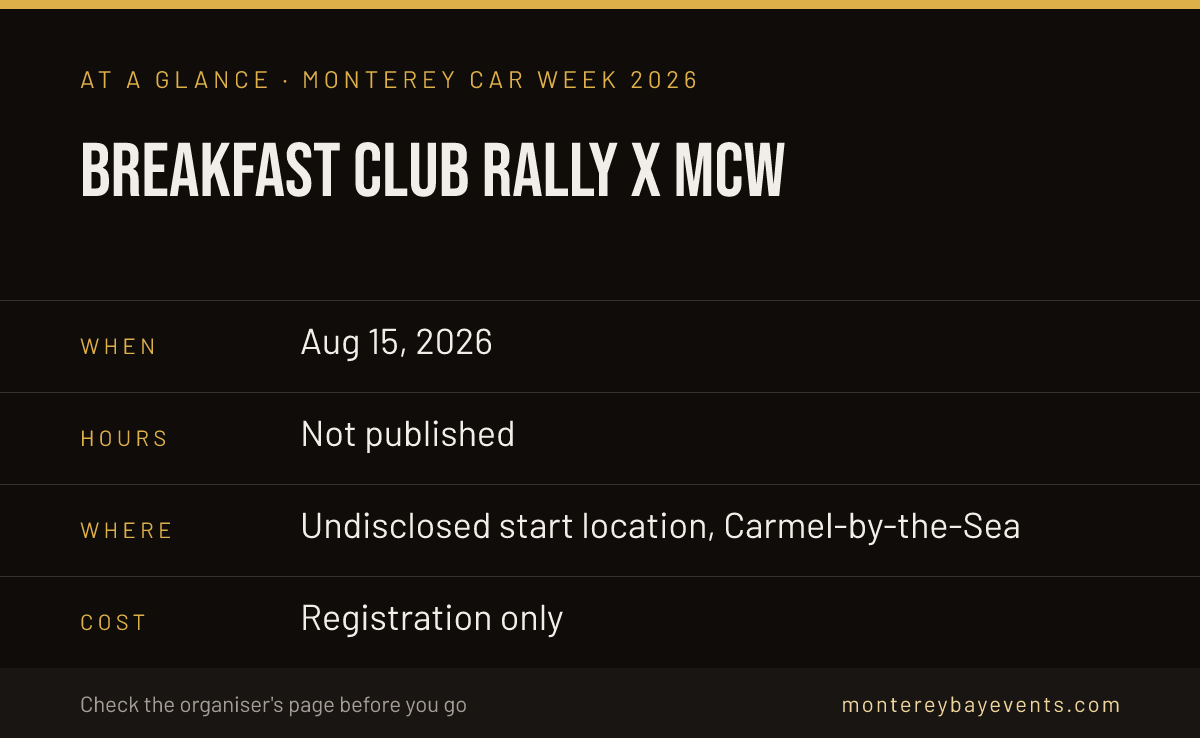 AT A GLANCE · MONTEREY CAR WEEK 2026
BREAKFAST CLUB RALLY X MCW
WHEN Aug 15, 2026
HOURS Not published
WHERE Undisclosed start location, Carmel-by-the-Sea
COST Registration only
Check the organiser's page before you go montereybayevents.com